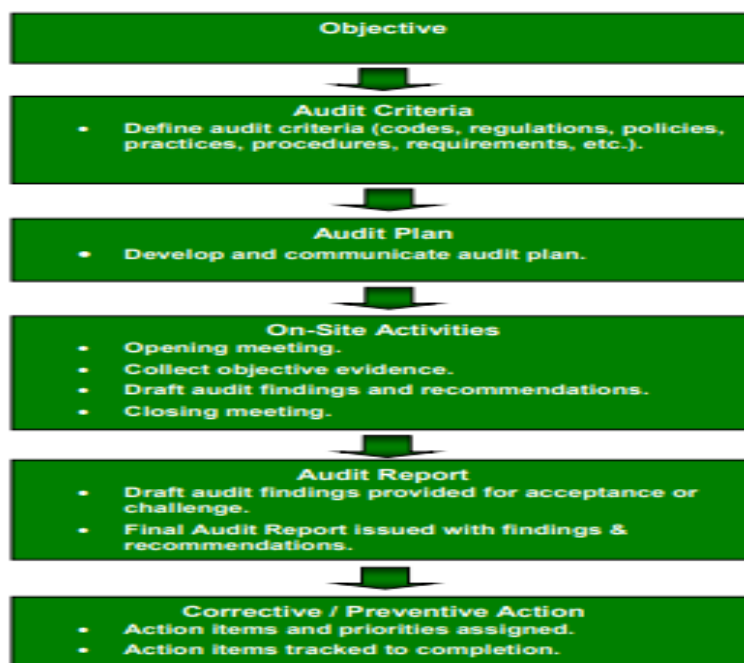 Objective
Audit Criteria
• Define audit criteria (codes, regulations, policies,
practices, procedures, requirements, etc.).
Audit Plan
• Develop and communicate audit plan.
On-Site Activities
• Opening meeting.
• Collect objective evidence.
• Draft audit findings and recommendations.
• Closing meeting.
Audit Report
• Draft audit findings provided for acceptance or
challenge.
• Final Audit Report issued with findings &
recommendations.
Corrective / Preventive Action
• Action items and priorities assigned.
• Action items tracked to completion.